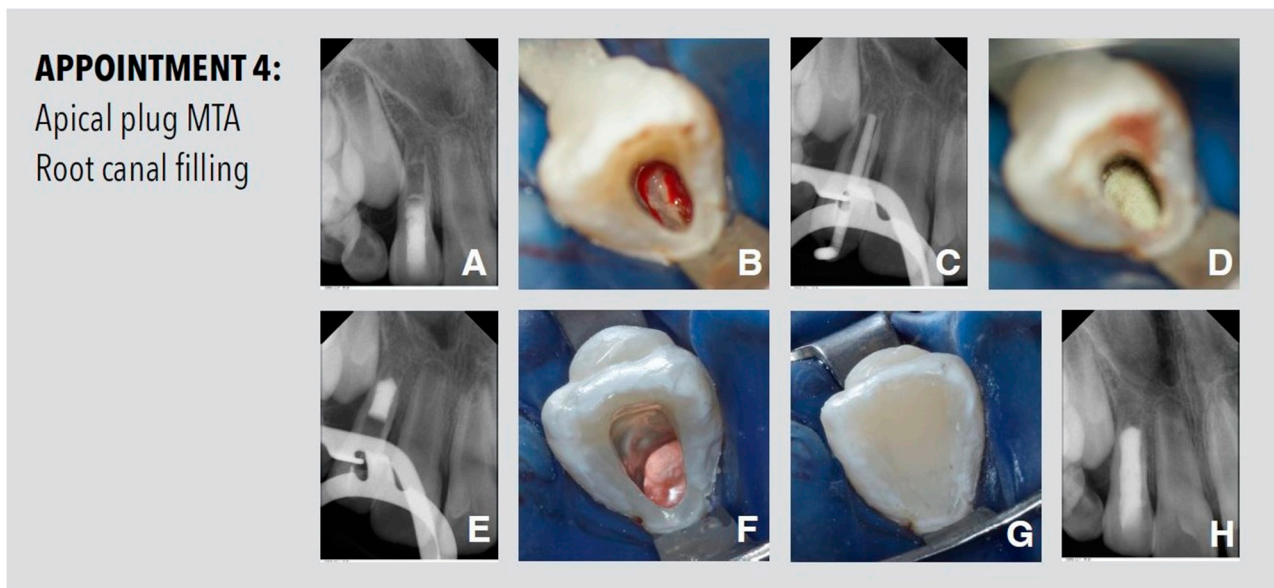 APPOINTMENT 4:
Apical plug MTA
Root canal filling
A
B
C
D
E
F
G
H